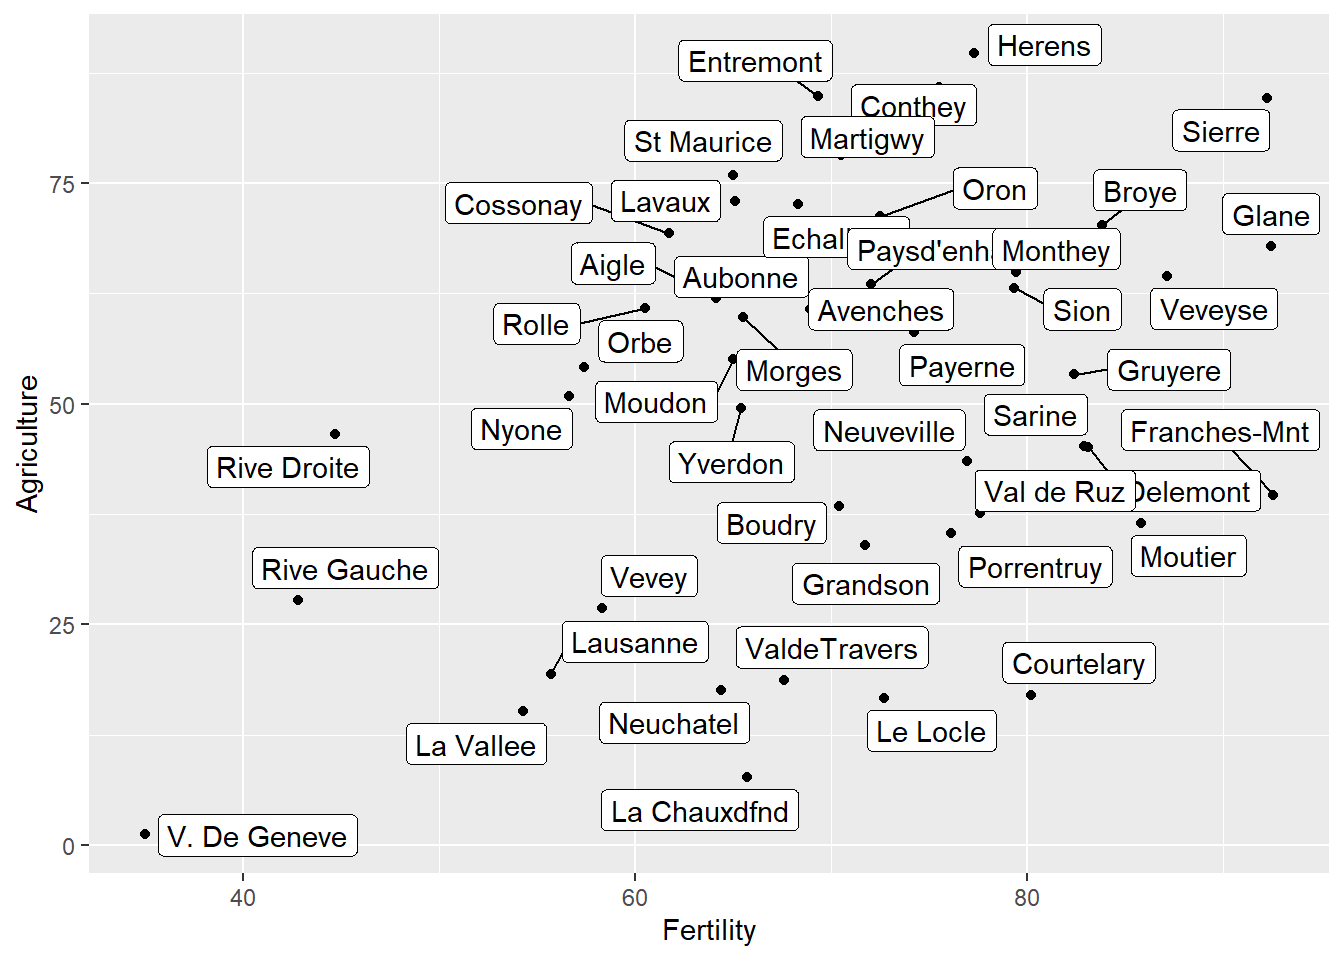 Herens
Entremont
Conthey
Sierre
St Maurice
Martigwy
Oron
Broye
Cossonay
Lavaux
Glane
Echall
Paysd'enha
Monthey
Aigle
Aubonne
Avenches
Sion
Veveyse
Rolle
Orbe
Morges
Payerne
Gruyere
Moudon
Nyone
Sarine
Neuveville
Franches-Mnt
Rive Droite
Yverdon
Val de Ruz
Delemont
Boudry
Moutier
Rive Gauche
Vevey
Grandson
Porrentruy
Lausanne
ValdeTravers
Courtelary
Neuchatel
Le Locle
La Vallee
La Chauxdfnd
V. De Geneve
75
50
25
0
Agriculture
40
60
80
Fertility